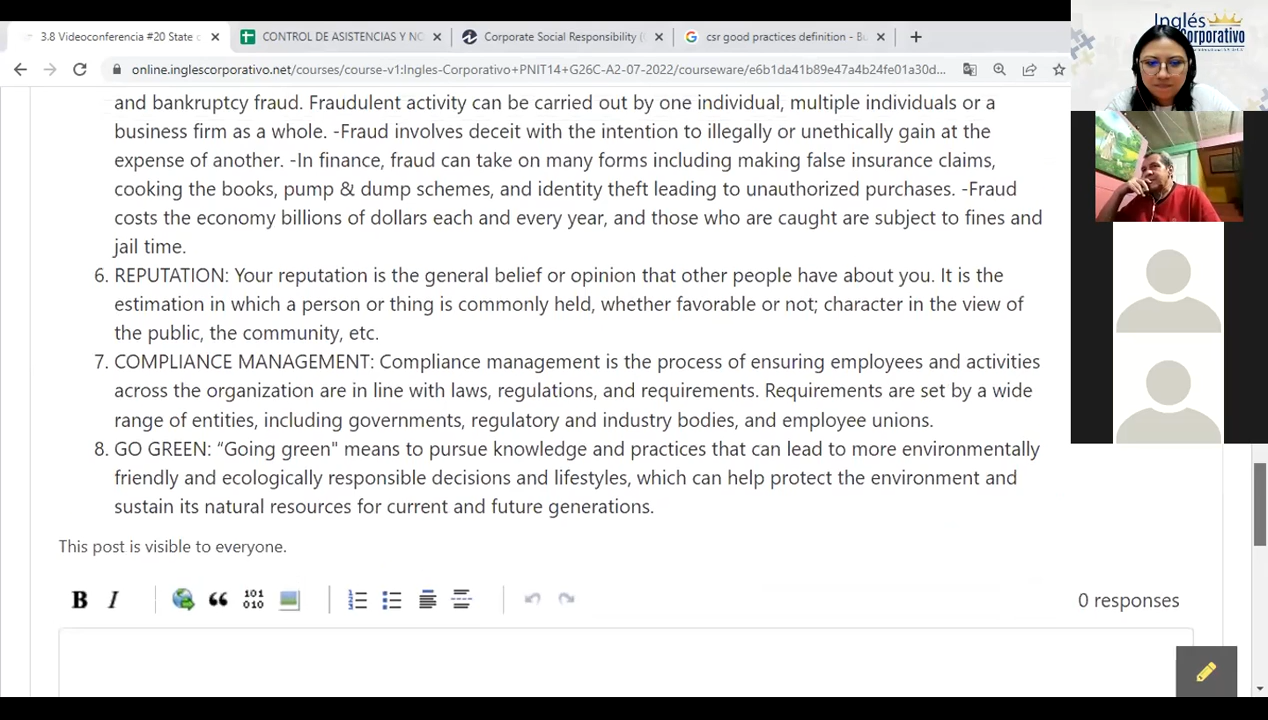 3.8 Videoconferencia #20 State
CONTROL DE ASISTENCIAS Y NO
Corporate Social Responsibility (
csr good practices definition - Bu
online.inglescorporativo.net/courses/course-v1:Ingles-Corporativo+PNIT14+G26C-A2-07-2022/courseware/e6b1da41b89e47a4b24fe01a30d...
Inglés
Corporativo
and bankruptcy fraud. Fraudulent activity can be carried out by one individual, multiple individuals or a
business firm as a whole. -Fraud involves deceit with the intention to illegally or unethically gain at the
expense of another. -In finance, fraud can take on many forms including making false insurance claims,
cooking the books, pump & dump schemes, and identity theft leading to unauthorized purchases. -Fraud
costs the economy billions of dollars each and every year, and those who are caught are subject to fines and
jail time.
6. REPUTATION: Your reputation is the general belief or opinion that other people have about you. It is the
estimation in which a person or thing is commonly held, whether favorable or not; character in the view of
the public, the community, etc.
7. COMPLIANCE MANAGEMENT: Compliance management is the process of ensuring employees and activities
across the organization are in line with laws, regulations, and requirements. Requirements are set by a wide
range of entities, including governments, regulatory and industry bodies, and employee unions.
8. GO GREEN: “Going green" means to pursue knowledge and practices that can lead to more environmentally
friendly and ecologically responsible decisions and lifestyles, which can help protect the environment and
sustain its natural resources for current and future generations.
This post is visible to everyone.
B I
101
010
0 responses